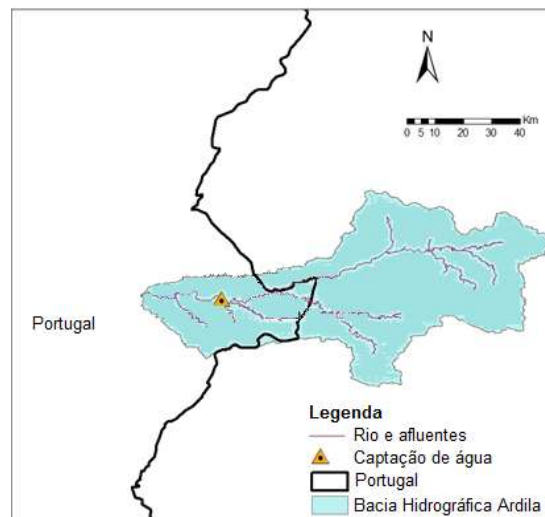 N
Km
0 5 10 20 30 40
Portugal
Legenda
Rio e afluentes
Captação de água
Portugal
Bacia Hidrográfica Ardila